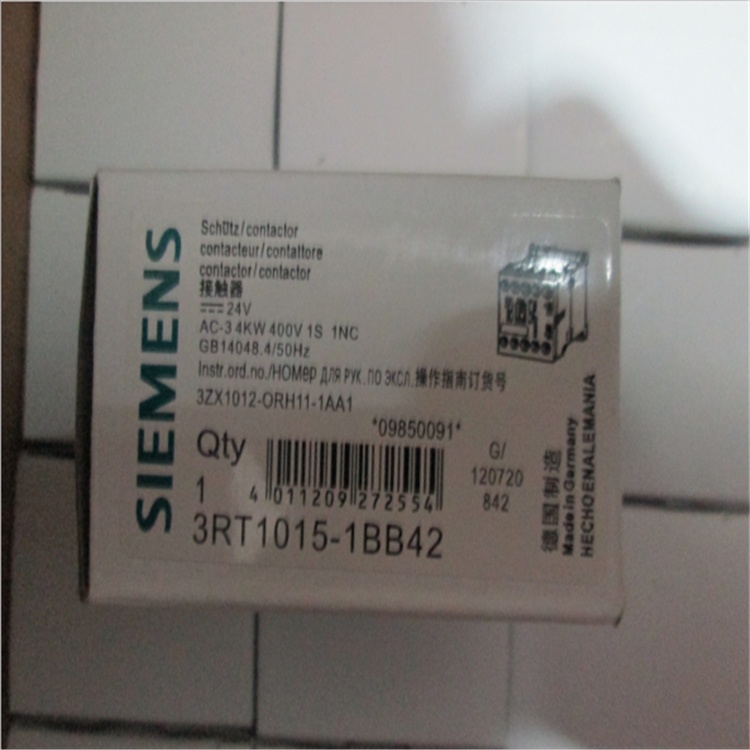 SIEMENS
Schütz/contactor
contacteur/contattore
contactor/contactor
接触器
24V
AC-3 4KW 400V 1S 1NC
GB14048.4/50Hz
Instr.ord.no./HOMep для рук. по эксл.操作指南订货号
3ZX1012-ORH11-1AA1
*09850091*
Qty
1
4 011209 272554
G/
120720
842
3RT1015-1BB42
德国制造
Made in Germany
HECHOENALEMANIA